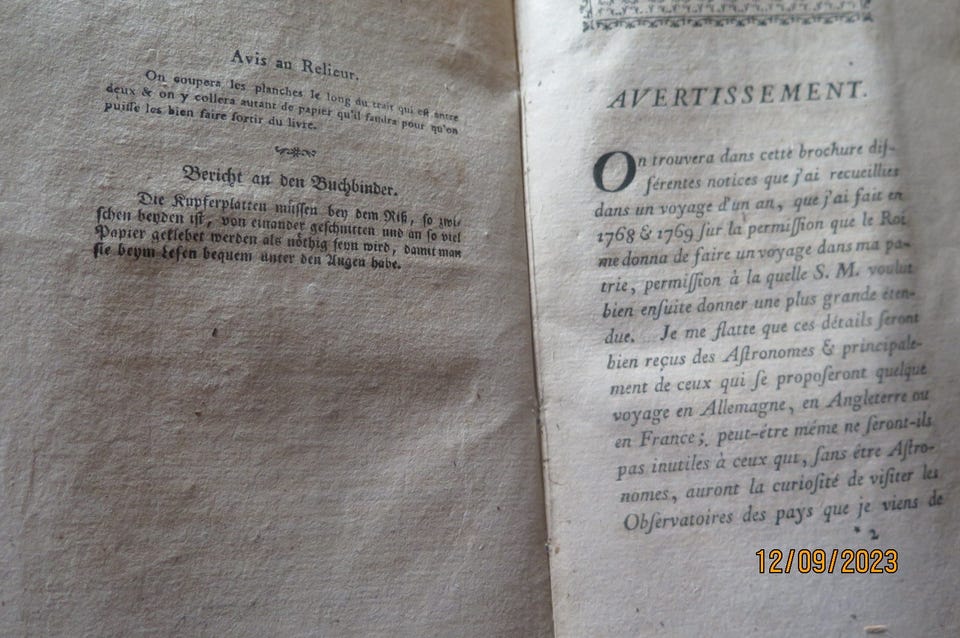 Avis au Relieur.
On coupera les planches le long du trait qui est entre
deux & on y collera autant de papier qu'il faudra pour qu'on
puisse les bien faire sortir du livre.
Bericht an den Buchbinder.
Die Kupferplatten müssen bey dem Riß, so zwi-
schen beyden ist, von einander geschnitten und an so viel
Papier geklebet werden als nöthig seyn wird, damit man
sie beym Lesen bequem unter den Augen habe.
AVERTISSEMENT.
On trouvera dans cette brochure dif-
férentes notices que j'ai recueillies
dans un voyage d'un an, que j'ai fait en
1768 & 1769 ſur la permiſſion que le Roi
me donna de faire un voyage dans ma pa-
trie, permiſſion à la quelle S. M. voulut
bien enſuite donner une plus grande éten-
due. Je me flatte que ces détails ſeront
bien reçus des Aſtronomes & principale-
ment de ceux qui ſe propoſeront quelque
voyage en Allemagne, en Angleterre ou
en France; peut-être même ne ſeront-ils
pas inutiles à ceux qui, ſans être Aſtro-
nomes, auront la curioſité de viſiter les
Obſervatoires des pays que je viens de
* 2
12/09/2023